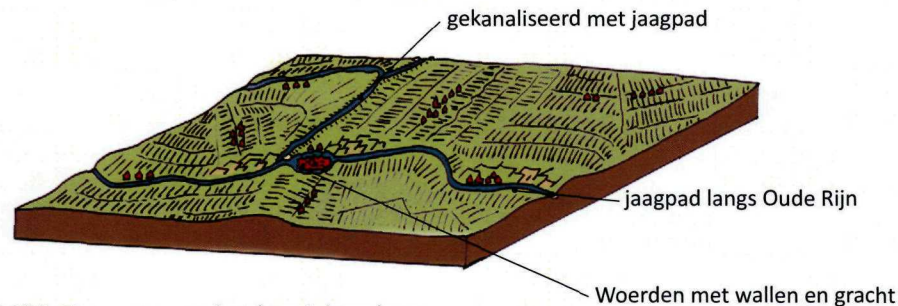 gekanaliseerd met jaagpad
jaagpad langs Oude Rijn
Woerden met wallen en gracht